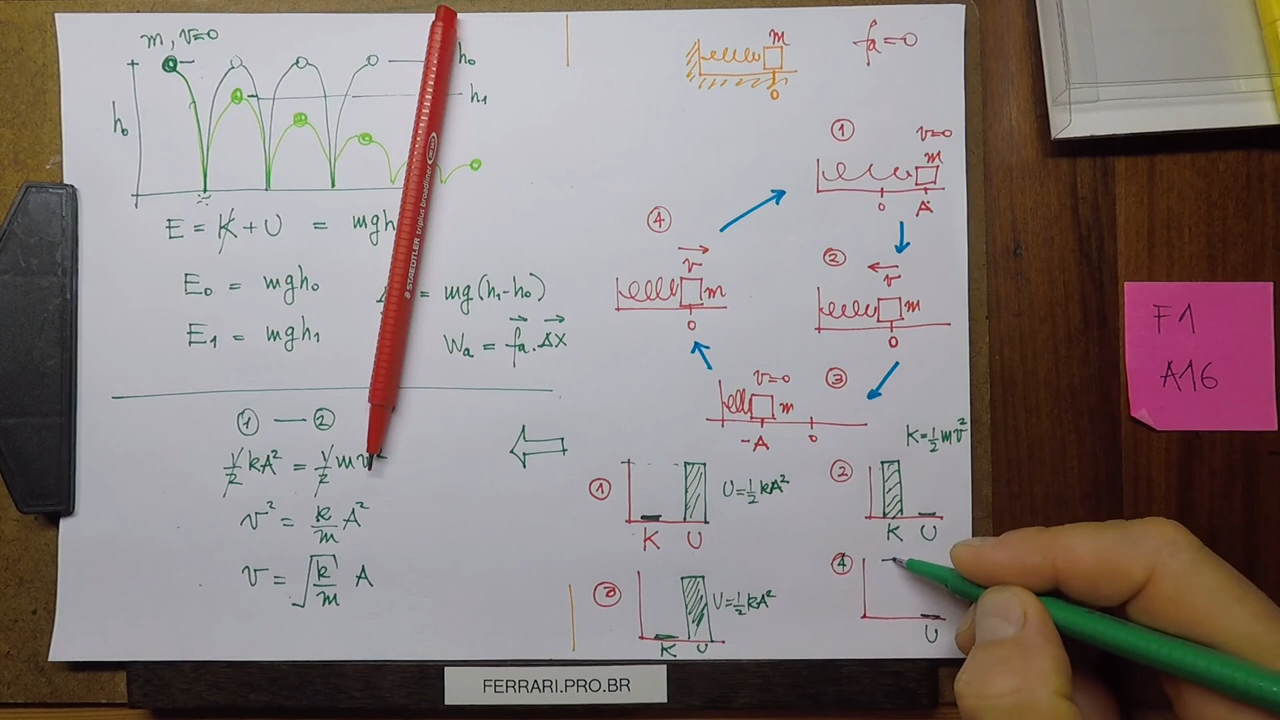 m, v=0
h₀
h₁
h₀
E = K + U = mgh
E₀ = mgh₀
= mg(h₁-h₀)
E₁ = mgh₁
Wₐ = fₐ . ΔX
① — ②
½kA² = ½mv²
v² = k/m A²
v = √k/m A
STAEDTLER triplus broadliner
m
fₐ=0
0
①
v=0
m
0
A
④
v
m
0
②
v
m
0
v=0
③
m
-A
0
①
U=½kA²
K U
②
K=½mv²
K U
③
U=½kA²
K U
④
U
F1
A16
FERRARI.PRO.BR